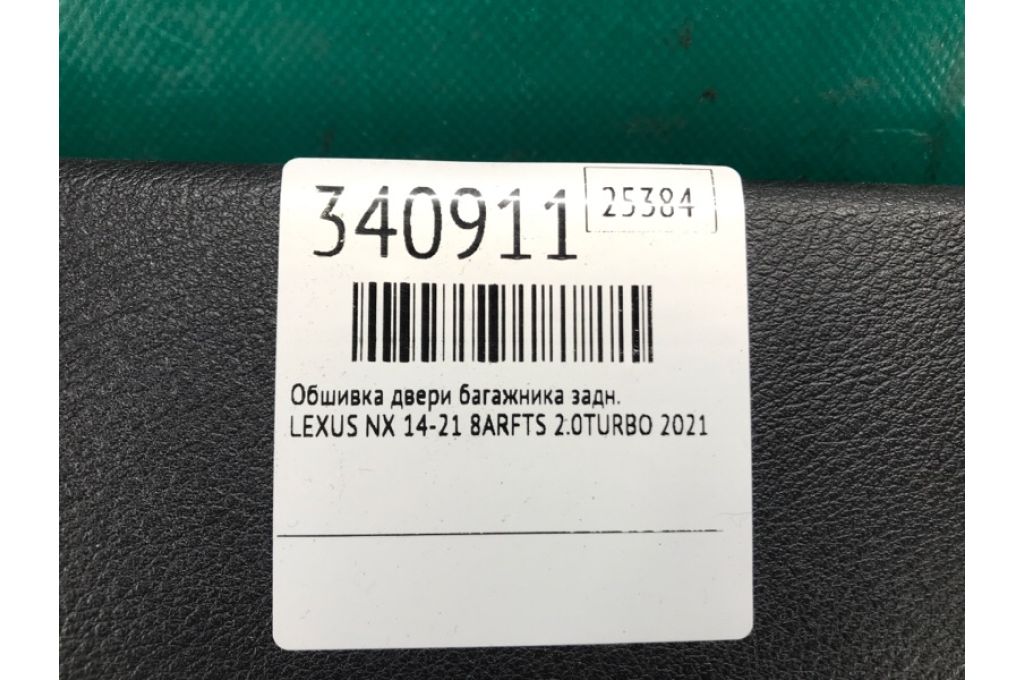 340911
25384
Обшивка двери багажника задн.
LEXUS NX 14-21 8ARFTS 2.0TURBO 2021